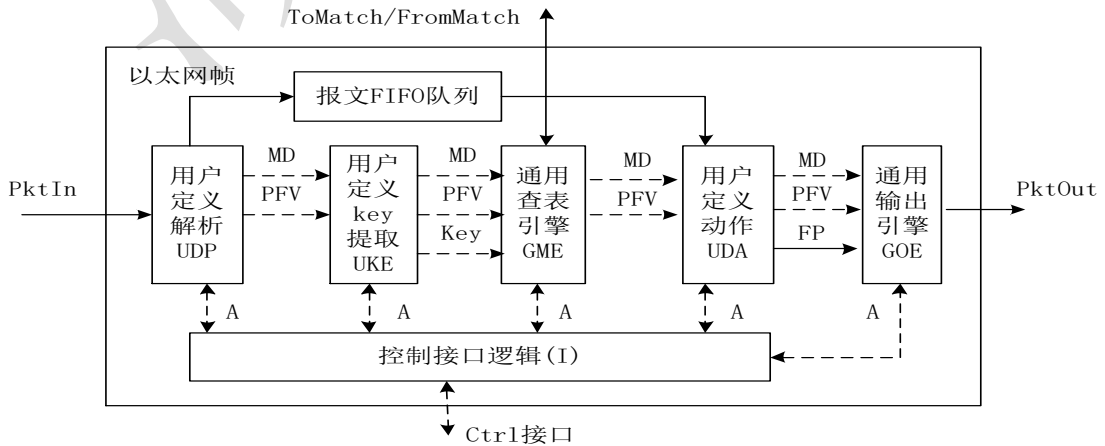 ToMatch/FromMatch
以太网帧
报文FIFO队列
PktIn
用户
定义
解析
UDP
MD
PFV
用户
定义
key
提取
UKE
MD
PFV
Key
通用
查表
引擎
GME
MD
PFV
用户
定义
动作
UDA
MD
PFV
FP
通用
输出
引擎
GOE
PktOut
A
A
A
A
A
控制接口逻辑(I)
Ctrl接口